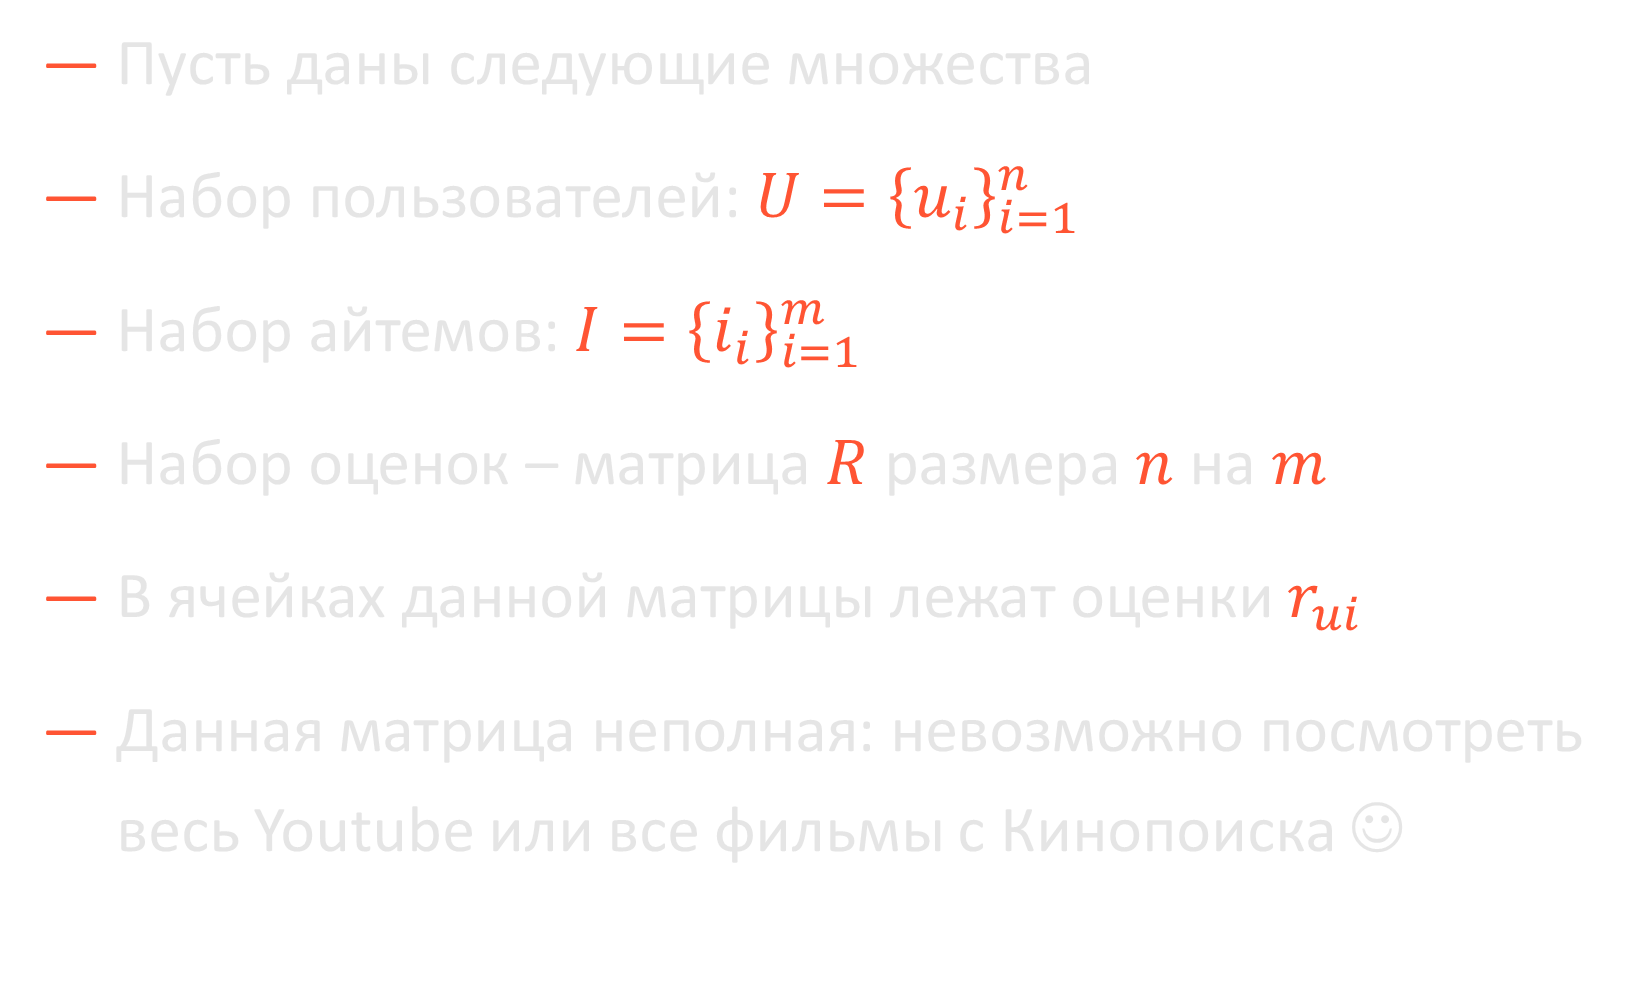 — Пусть даны следующие множества
— Набор пользователей: $U = \{u_i\}_{i=1}^{n}$
— Набор айтемов: $I = \{i_i\}_{i=1}^{m}$
— Набор оценок – матрица $R$ размера $n$ на $m$
— В ячейках данной матрицы лежат оценки $r_{ui}$
— Данная матрица неполная: невозможно посмотреть
весь Youtube или все фильмы с Кинопоиска ☺